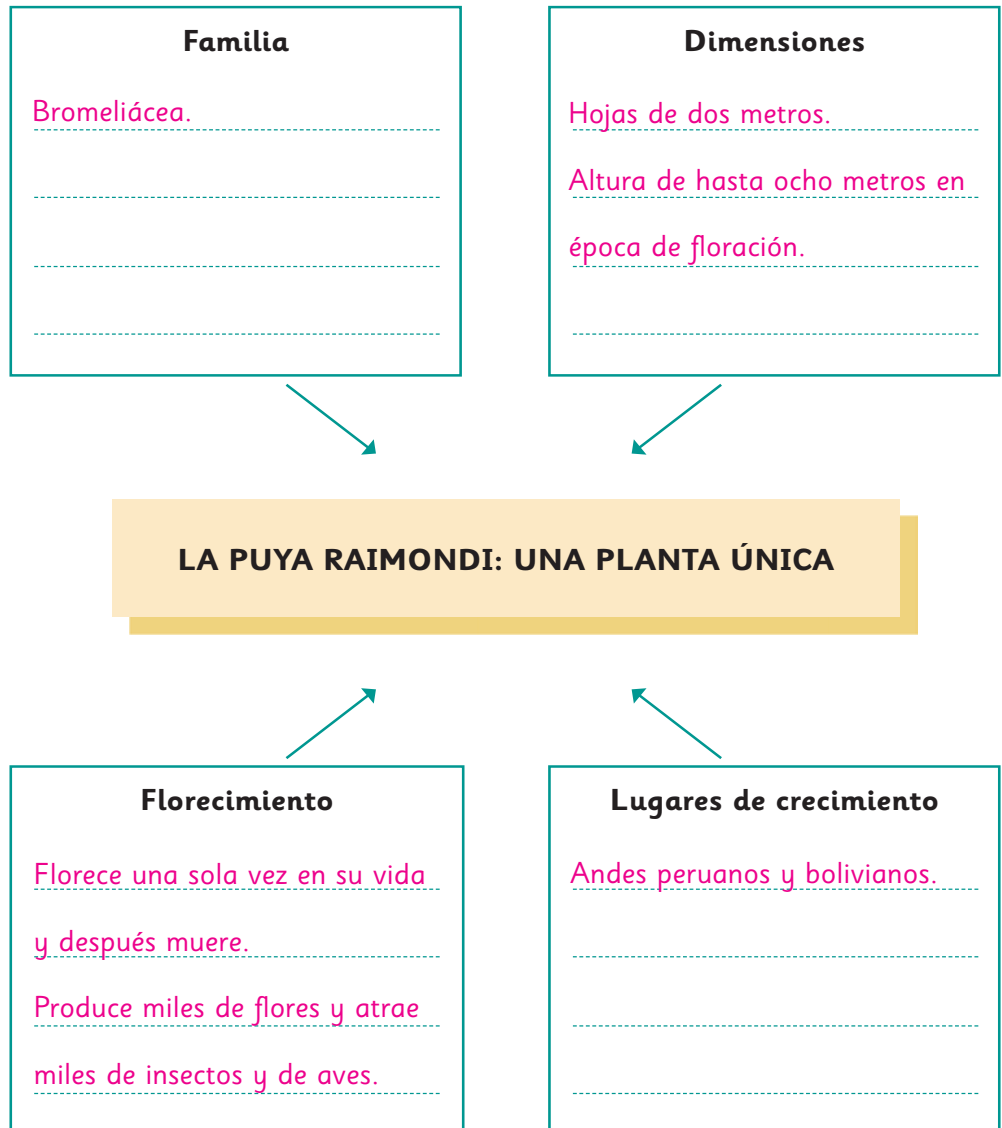 Familia
Bromeliácea.
Dimensiones
Hojas de dos metros.
Altura de hasta ocho metros en
época de floración.
LA PUYA RAIMONDI: UNA PLANTA ÚNICA
Florecimiento
Florece una sola vez en su vida
y después muere.
Produce miles de flores y atrae
miles de insectos y de aves.
Lugares de crecimiento
Andes peruanos y bolivianos.